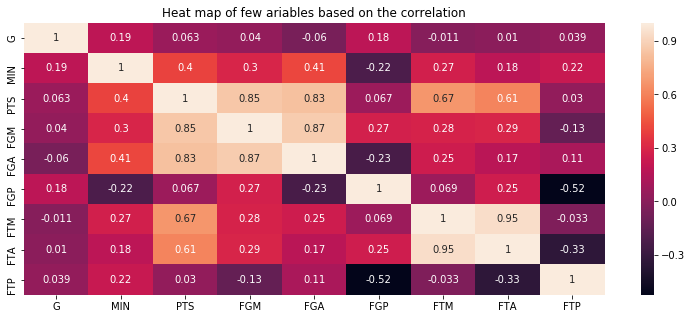 Heat map of few ariables based on the correlation
G 1 0.19 0.063 0.04 -0.06 0.18 -0.011 0.01 0.039
MIN 0.19 1 0.4 0.3 0.41 -0.22 0.27 0.18 0.22
PTS 0.063 0.4 1 0.85 0.83 0.067 0.67 0.61 0.03
FGM 0.04 0.3 0.85 1 0.87 0.27 0.28 0.29 -0.13
FGA -0.06 0.41 0.83 0.87 1 -0.23 0.25 0.17 0.11
FGP 0.18 -0.22 0.067 0.27 -0.23 1 0.069 0.25 -0.52
FTM -0.011 0.27 0.67 0.28 0.25 0.069 1 0.95 -0.033
FTA 0.01 0.18 0.61 0.29 0.17 0.25 0.95 1 -0.33
FTP 0.039 0.22 0.03 -0.13 0.11 -0.52 -0.033 -0.33 1
G MIN PTS FGM FGA FGP FTM FTA FTP
0.9
0.6
0.3
0.0
-0.3